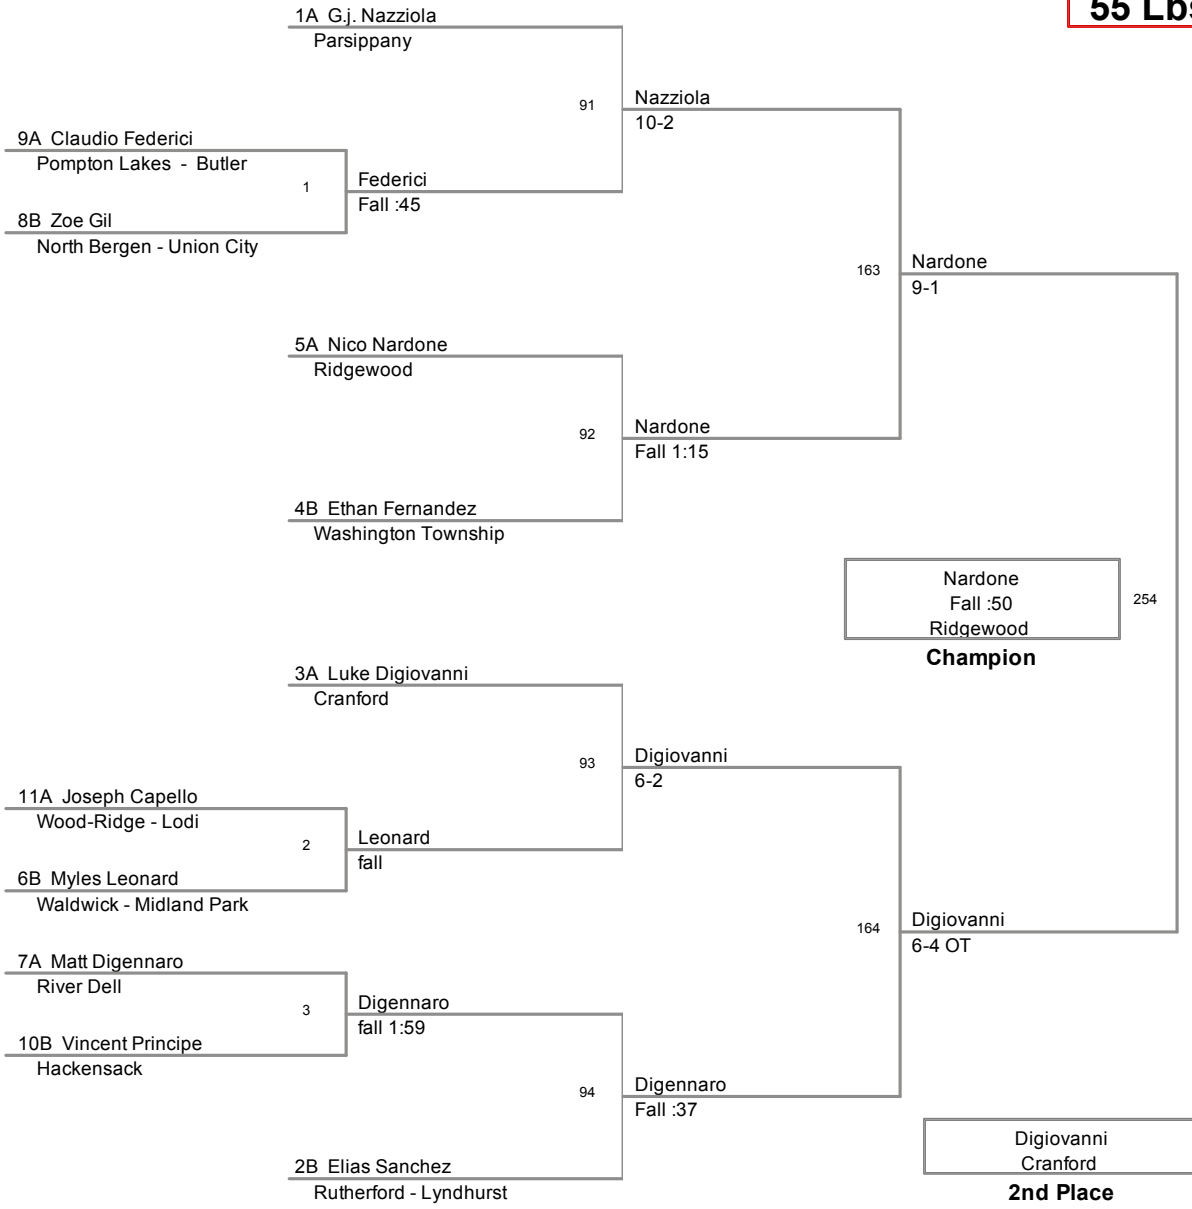 55 Lbs
1A G.j. Nazziola
Parsippany
91
Nazziola
10-2
9A Claudio Federici
Pompton Lakes - Butler
1
Federici
Fall :45
8B Zoe Gil
North Bergen - Union City
163
Nardone
9-1
5A Nico Nardone
Ridgewood
92
Nardone
Fall 1:15
4B Ethan Fernandez
Washington Township
Nardone
Fall :50
Ridgewood
Champion
254
3A Luke Digiovanni
Cranford
93
Digiovanni
6-2
11A Joseph Capello
Wood-Ridge - Lodi
2
Leonard
fall
6B Myles Leonard
Waldwick - Midland Park
164
Digiovanni
6-4 OT
7A Matt Digennaro
River Dell
3
Digennaro
fall 1:59
10B Vincent Principe
Hackensack
94
Digennaro
Fall :37
2B Elias Sanchez
Rutherford - Lyndhurst
Digiovanni
Cranford
2nd Place